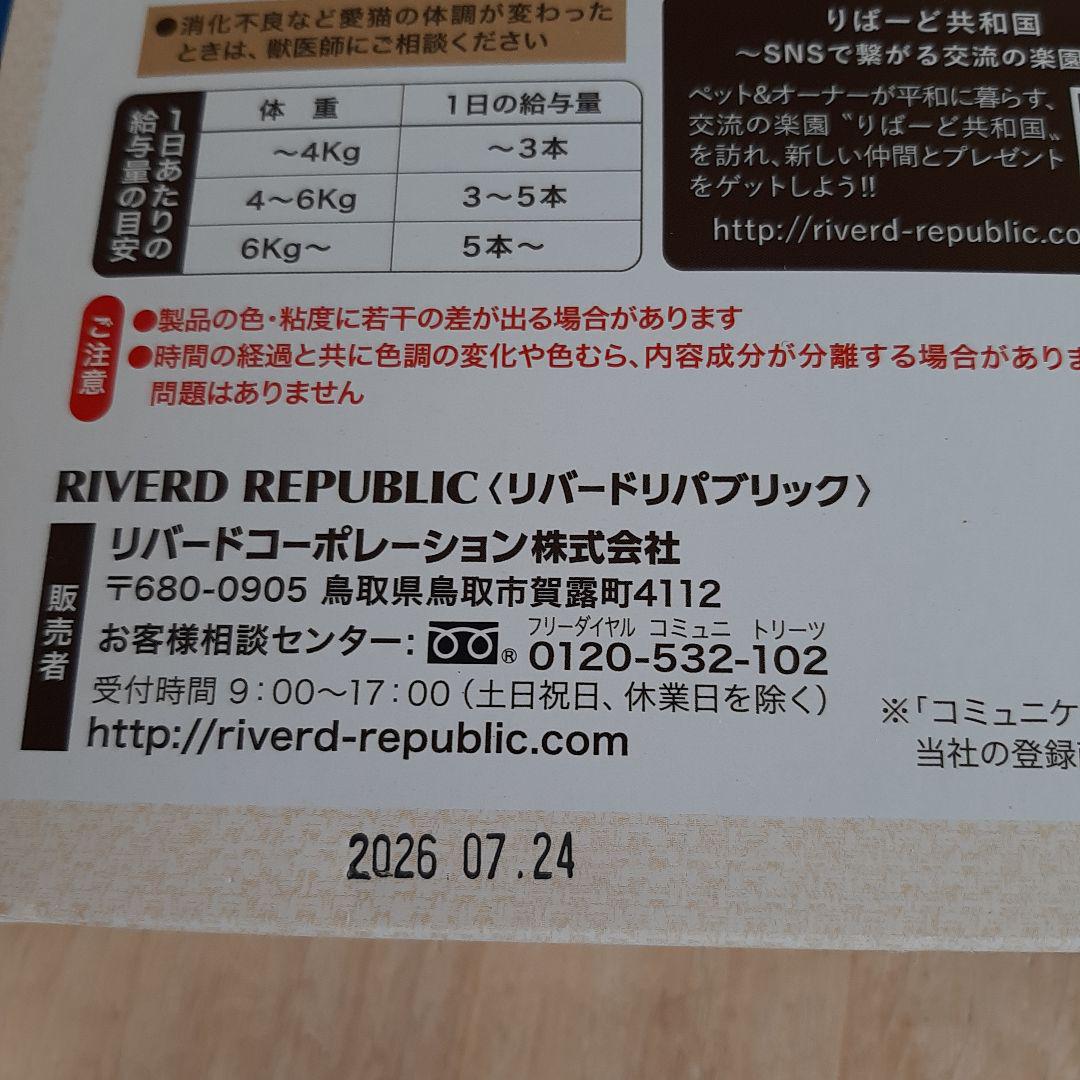 ●消化不良など愛猫の体調が変わった
ときは、獣医師にご相談ください
1日あたりの
給与量の目安
体 重 1日の給与量
～4Kg ～3本
4～6Kg 3～5本
6Kg～ 5本～
りばーど共和国
～SNSで繋がる交流の楽園
ペット&オーナーが平和に暮らす、
交流の楽園〝りばーど共和国〟
を訪れ、新しい仲間とプレゼント
をゲットしよう!!
http://riverd-republic.co
ご注意
●製品の色・粘度に若干の差が出る場合があります
●時間の経過と共に色調の変化や色むら、内容成分が分離する場合がありま
問題はありません
RIVERD REPUBLIC〈リバードリパブリック〉
販売者
リバードコーポレーション株式会社
〒680-0905 鳥取県鳥取市賀露町4112
フリーダイヤル コミュニ トリーツ
お客様相談センター: ® 0120-532-102
受付時間 9:00～17:00(土日祝日、休業日を除く)
http://riverd-republic.com
※「コミュニケ
当社の登録
2026 07.24